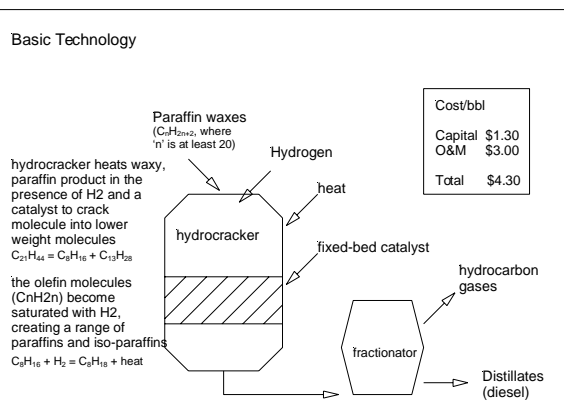 Basic Technology
Cost/bbl
Capital $1.30
O&M $3.00
Total $4.30
Paraffin waxes
(CₙH₂ₙ₊₂, where
'n' is at least 20)
Hydrogen
heat
hydrocracker heats waxy,
paraffin product in the
presence of H2 and a
catalyst to crack
molecule into lower
weight molecules
C₂₁H₄₄ = C₈H₁₆ + C₁₃H₂₈
hydrocracker
fixed-bed catalyst
the olefin molecules
(CnH2n) become
saturated with H2,
creating a range of
paraffins and iso-paraffins
C₈H₁₆ + H₂ = C₈H₁₈ + heat
hydrocarbon
gases
fractionator
Distillates
(diesel)